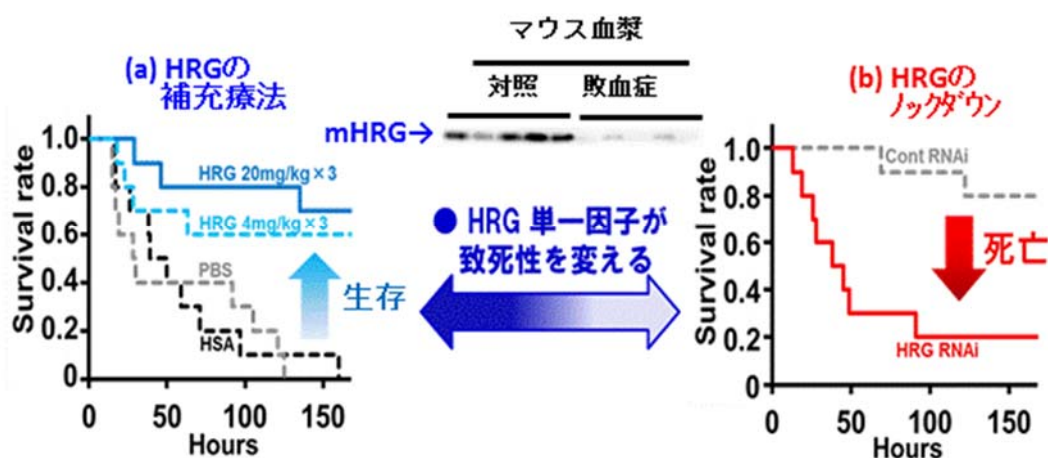 マウス血漿
対照
敗血症
mHRG→
(a) HRGの
補充療法
Survival rate
1.0
0.8
0.6
0.4
0.2
0
HRG 20mg/kg×3
HRG 4mg/kg×3
PBS
HSA
生存
0 50 100 150
Hours
● HRG 単一因子が
致死性を変える
(b) HRGの
ノックダウン
Survival rate
1.0
0.8
0.6
0.4
0.2
0
Cont RNAi
死亡
HRG RNAi
0 50 100 150
Hours